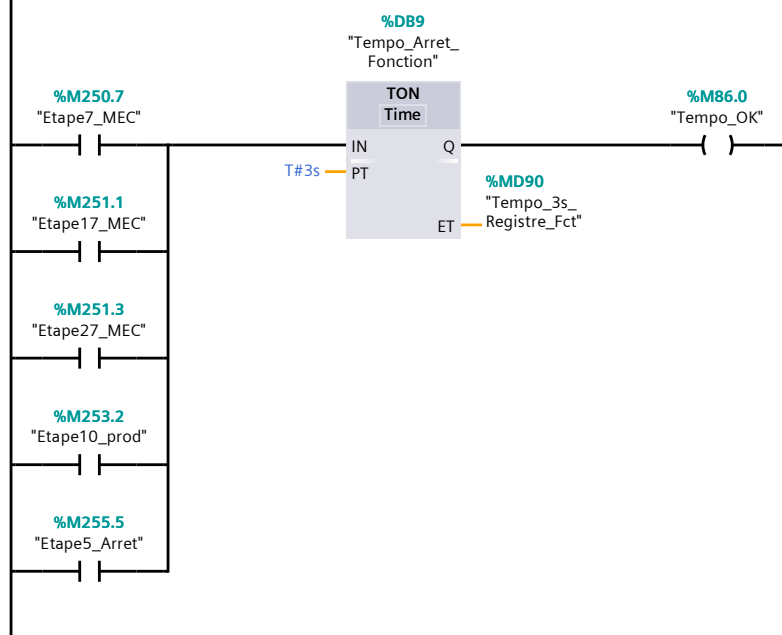 %DB9
"Tempo_Arret_
Fonction"
%M250.7
"Etape7_MEC"
TON
Time
%M86.0
"Tempo_OK"
IN
Q
T#3s
PT
%MD90
"Tempo_3s_
Registre_Fct"
ET
%M251.1
"Etape17_MEC"
%M251.3
"Etape27_MEC"
%M253.2
"Etape10_prod"
%M255.5
"Etape5_Arret"